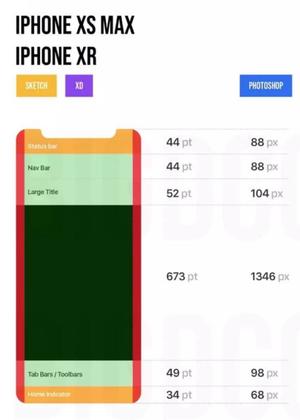 IPHONE XS MAX
IPHONE XR
SKETCH XD PHOTOSHOP
Status bar 44 pt 88 px
Nav Bar 44 pt 88 px
Large Title 52 pt 104 px
673 pt 1346 px
Tab Bars / Toolbars 49 pt 98 px
Home Indicator 34 pt 68 px